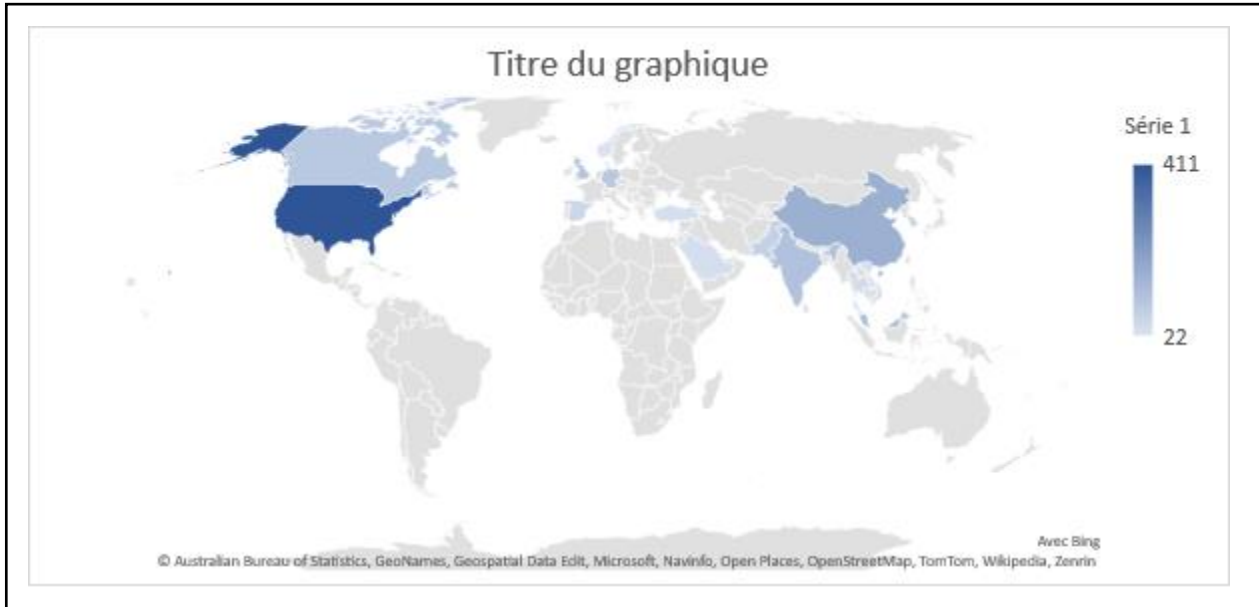 Titre du graphique
Série 1
411
22
Avec Bing
© Australian Bureau of Statistics, GeoNames, Geospatial Data Edit, Microsoft, Navinfo, Open Places, OpenStreetMap, TomTom, Wikipedia, Zenrin